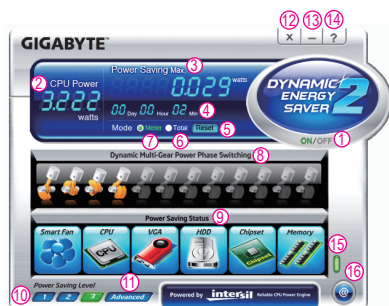 12 13 14
X – ?
GIGABYTE™
Power Saving Max. 3
0.029 watts
2 CPU Power
3.222
watts
00 Day 00 Hour 02 Min 4
Mode Meter Total Reset 5
7 6
DYNAMIC
ENERGY
SAVER 2
ON/OFF 1
Dynamic Multi-Gear Power Phase Switching 8
Power Saving Status 9
Smart Fan CPU VGA HDD Chipset Memory
CPU
Chipset
15
16
11
Power Saving Level
10 1 2 3 Advanced
Powered by intersil Reliable CPU Power Engine
@